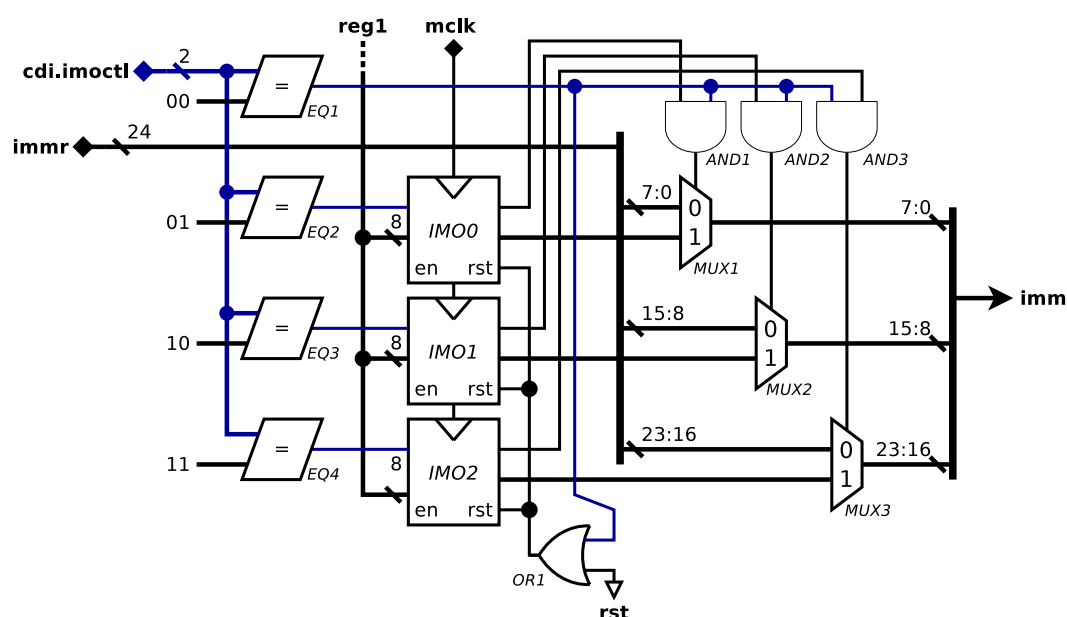 reg1
mclk
cdi.imoctl
2
=
00
EQ1
immr
24
AND1
AND2
AND3
=
01
EQ2
8
IMO0
en
rst
7:0
0
1
MUX1
7:0
=
10
EQ3
8
IMO1
en
rst
15:8
0
1
MUX2
15:8
imm
=
11
EQ4
8
IMO2
en
rst
23:16
0
1
MUX3
23:16
OR1
rst